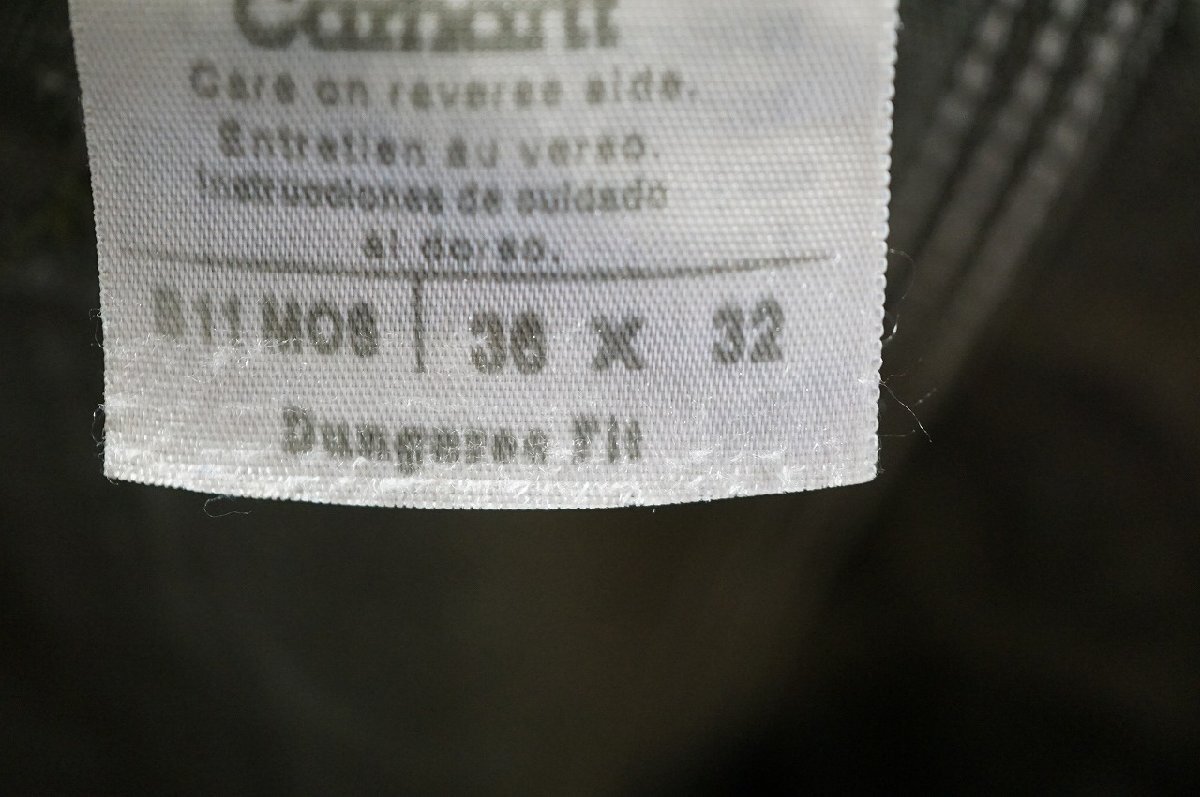 Carhartt
Care on reverse side.
Entretien au verso.
Instrucciones de cuidado
al dorso.
B11 MOS 36 X 32
Dungaree Fit